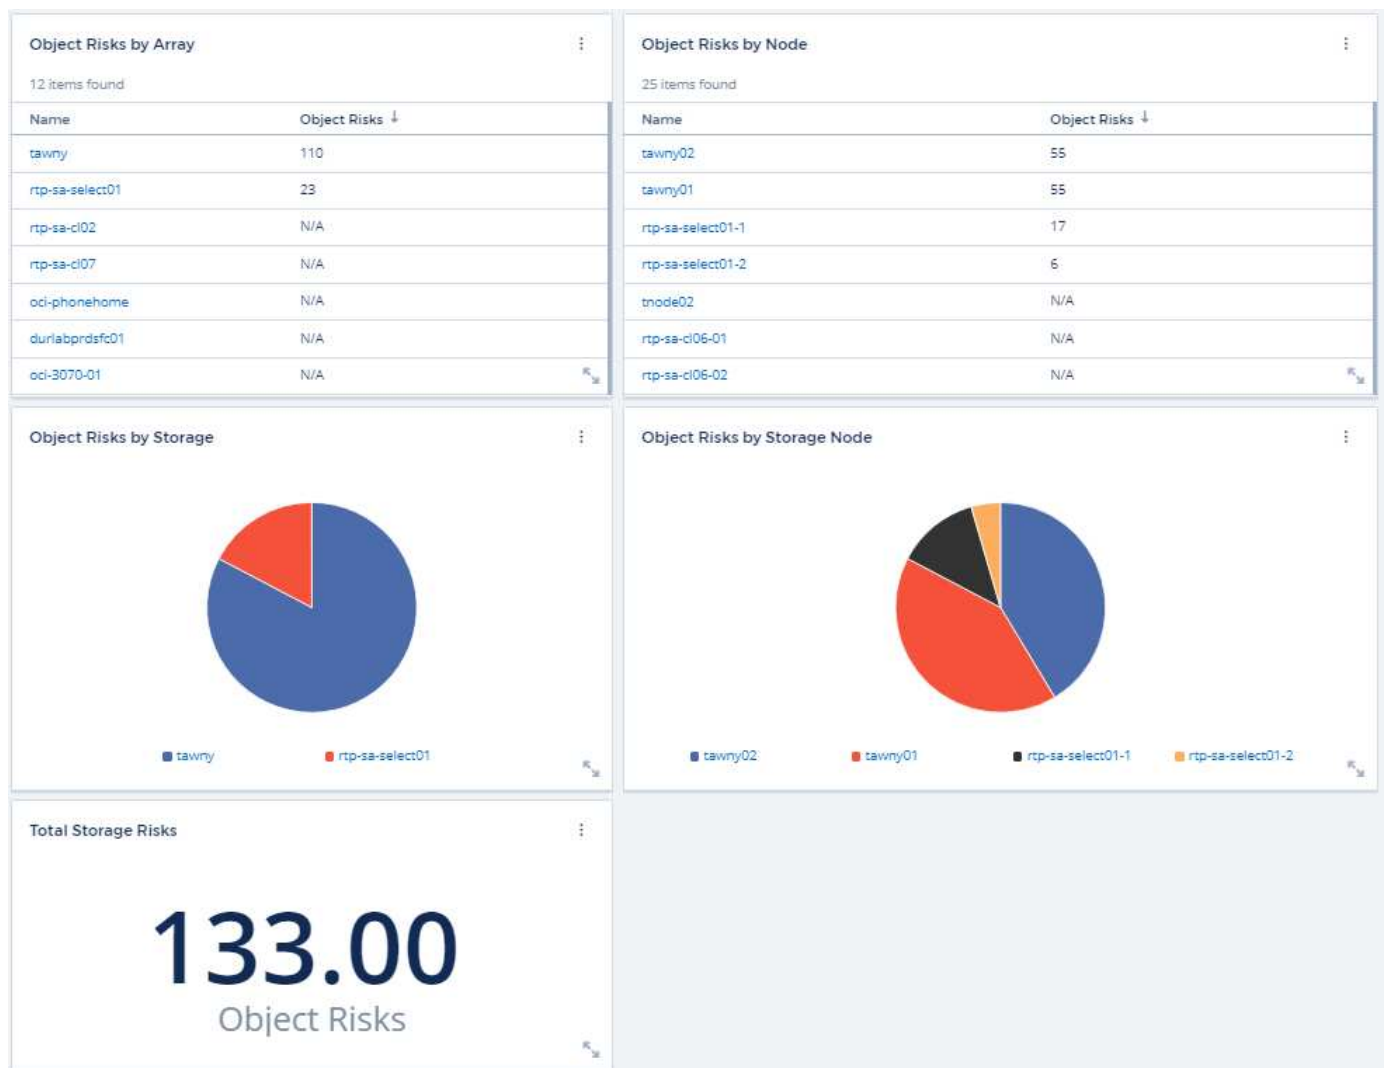 Object Risks by Array
12 items found
Name Object Risks ↓
tawny 110
rtp-sa-select01 23
rtp-sa-cl02 N/A
rtp-sa-cl07 N/A
oci-phonehome N/A
durlabprdsfc01 N/A
oci-3070-01 N/A
Object Risks by Node
25 items found
Name Object Risks ↓
tawny02 55
tawny01 55
rtp-sa-select01-1 17
rtp-sa-select01-2 6
tnode02 N/A
rtp-sa-cl06-01 N/A
rtp-sa-cl06-02 N/A
Object Risks by Storage
tawny rtp-sa-select01
Object Risks by Storage Node
tawny02 tawny01 rtp-sa-select01-1 rtp-sa-select01-2
Total Storage Risks
133.00
Object Risks